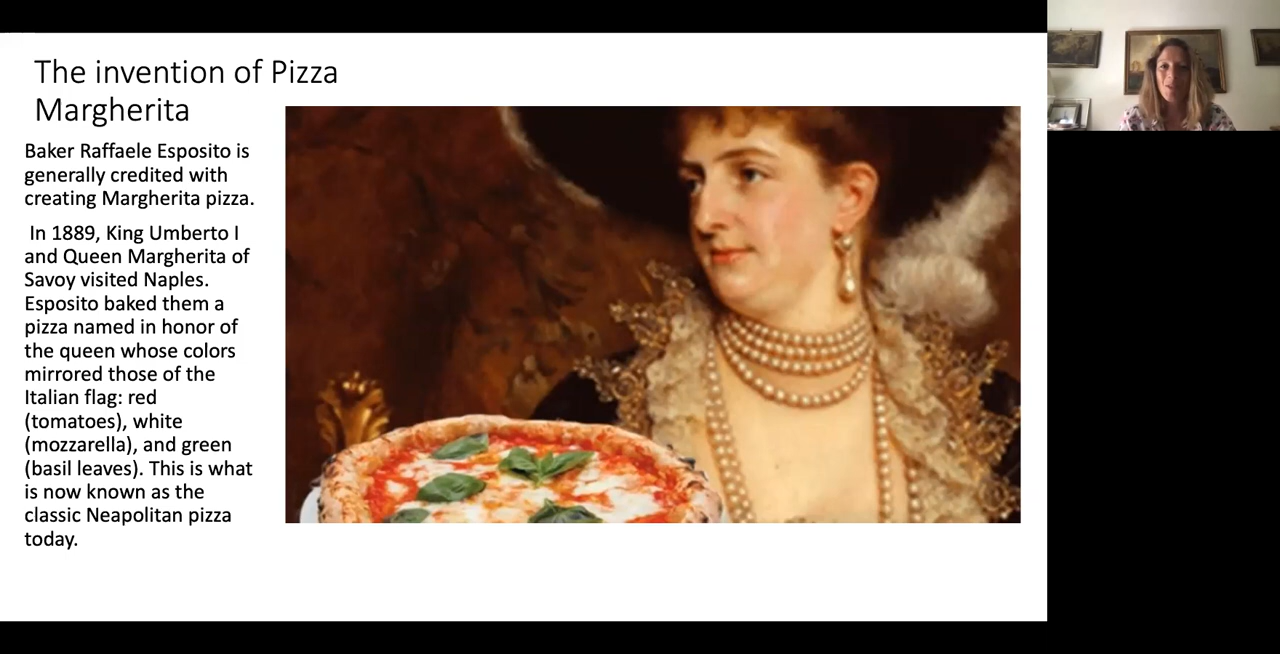 The invention of Pizza
Margherita
Baker Raffaele Esposito is
generally credited with
creating Margherita pizza.
In 1889, King Umberto I
and Queen Margherita of
Savoy visited Naples.
Esposito baked them a
pizza named in honor of
the queen whose colors
mirrored those of the
Italian flag: red
(tomatoes), white
(mozzarella), and green
(basil leaves). This is what
is now known as the
classic Neapolitan pizza
today.